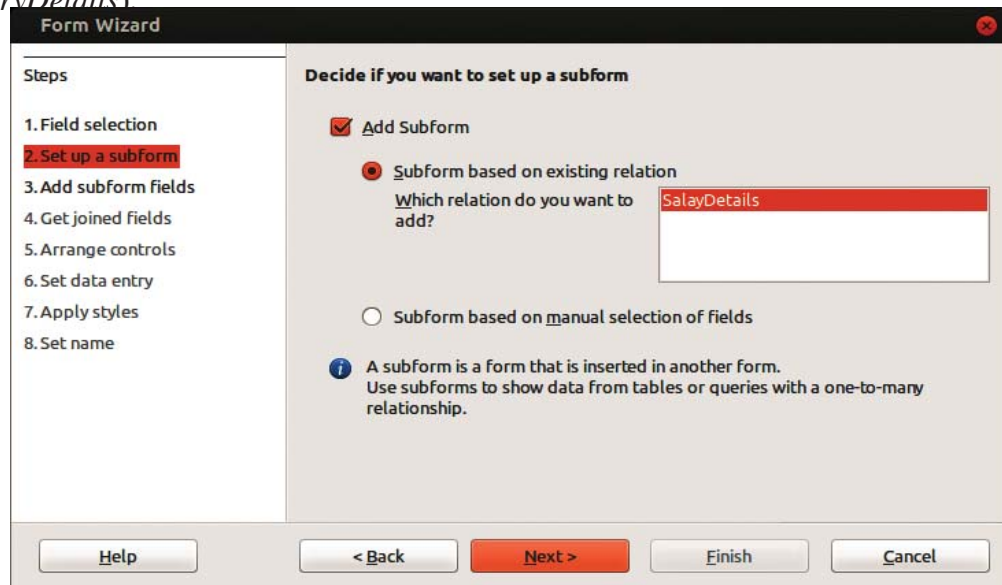 ryDetails).
Form Wizard
Steps
1. Field selection
2. Set up a subform
3. Add subform fields
4. Get joined fields
5. Arrange controls
6. Set data entry
7. Apply styles
8. Set name
Decide if you want to set up a subform
Add Subform
Subform based on existing relation
Which relation do you want to
add?
SalayDetails
Subform based on manual selection of fields
A subform is a form that is inserted in another form.
Use subforms to show data from tables or queries with a one-to-many
relationship.
Help
< Back
Next >
Finish
Cancel